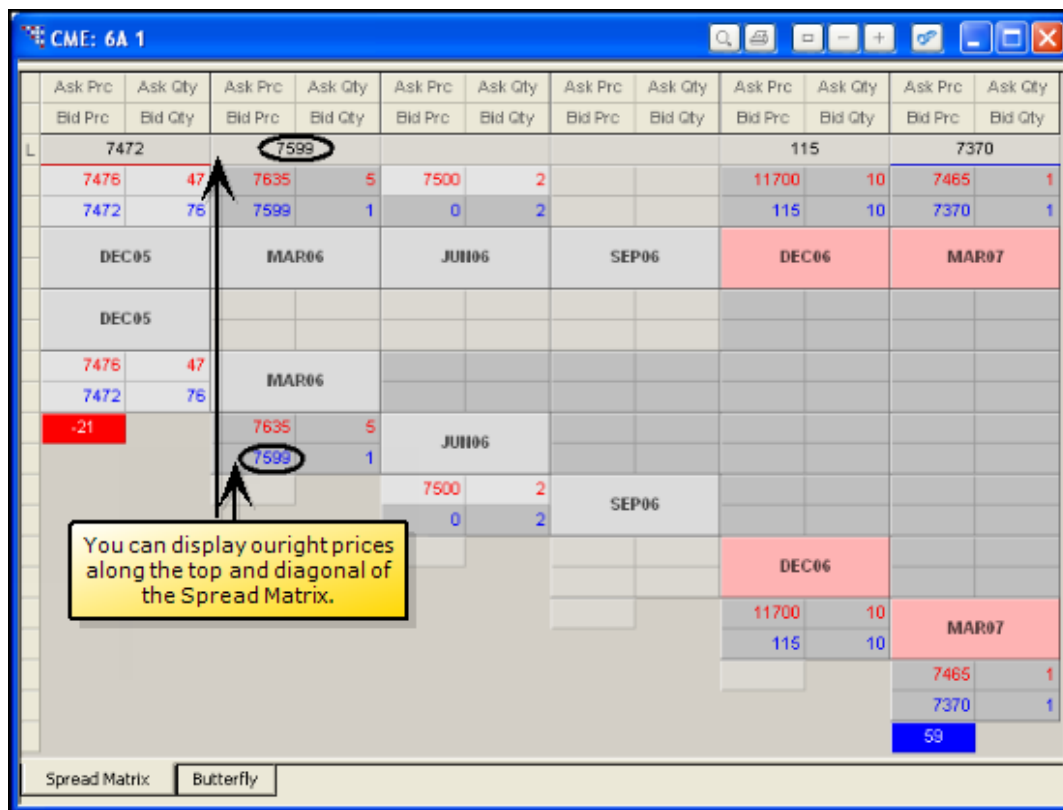 CME: 6A 1
Ask Prc Ask Qty Ask Prc Ask Qty Ask Prc Ask Qty Ask Prc Ask Qty Ask Prc Ask Qty Ask Prc Ask Qty
Bid Prc Bid Qty Bid Prc Bid Qty Bid Prc Bid Qty Bid Prc Bid Qty Bid Prc Bid Qty Bid Prc Bid Qty
L 7472 7599 115 7370
7476 47 7635 5 7500 2 11700 10 7465 1
7472 76 7599 1 0 2 115 10 7370 1
DEC05 MAR06 JUN06 SEP06 DEC06 MAR07
DEC05
7476 47
MAR06
7472 76
-21 7635 5
JUN06
7599 1
7500 2
SEP06
0 2
You can display ouright prices
along the top and diagonal of
the Spread Matrix.
DEC06
11700 10
MAR07
115 10
7465 1
7370 1
59
Spread Matrix Butterfly